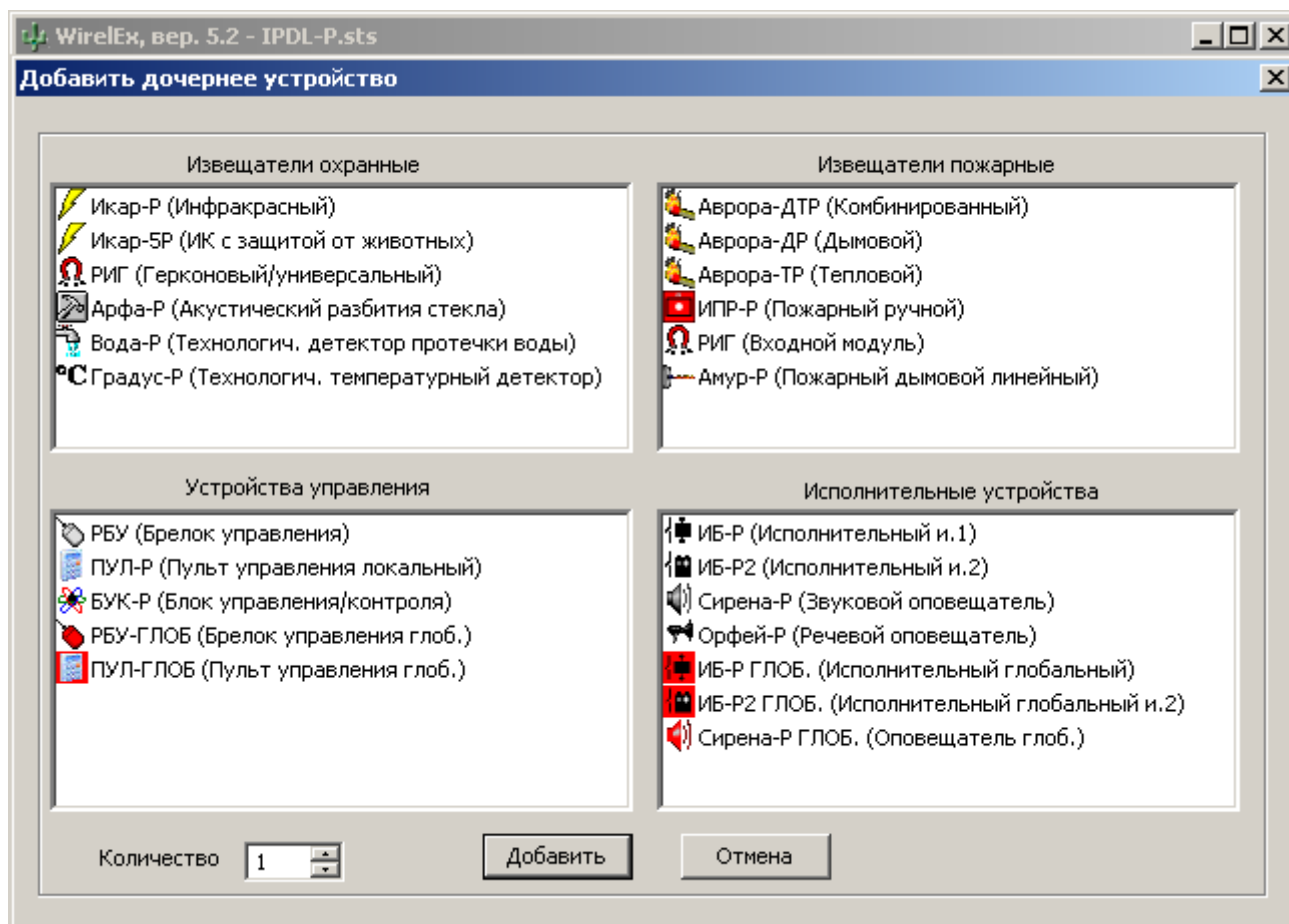 WirelEx, вер. 5.2 - IPDL-P.sts
Добавить дочернее устройство
Извещатели охранные
Икар-Р (Инфракрасный)
Икар-5Р (ИК с защитой от животных)
РИГ (Герконовый/универсальный)
Арфа-Р (Акустический разбития стекла)
Вода-Р (Технологич. детектор протечки воды)
°C Градус-Р (Технологич. температурный детектор)
Извещатели пожарные
Аврора-ДТР (Комбинированный)
Аврора-ДР (Дымовой)
Аврора-ТР (Тепловой)
ИПР-Р (Пожарный ручной)
РИГ (Входной модуль)
Амур-Р (Пожарный дымовой линейный)
Устройства управления
РБУ (Брелок управления)
ПУЛ-Р (Пульт управления локальный)
БУК-Р (Блок управления/контроля)
РБУ-ГЛОБ (Брелок управления глоб.)
ПУЛ-ГЛОБ (Пульт управления глоб.)
Исполнительные устройства
ИБ-Р (Исполнительный и.1)
ИБ-Р2 (Исполнительный и.2)
Сирена-Р (Звуковой оповещатель)
Орфей-Р (Речевой оповещатель)
ИБ-Р ГЛОБ. (Исполнительный глобальный)
ИБ-Р2 ГЛОБ. (Исполнительный глобальный и.2)
Сирена-Р ГЛОБ. (Оповещатель глоб.)
Количество 1 Добавить Отмена